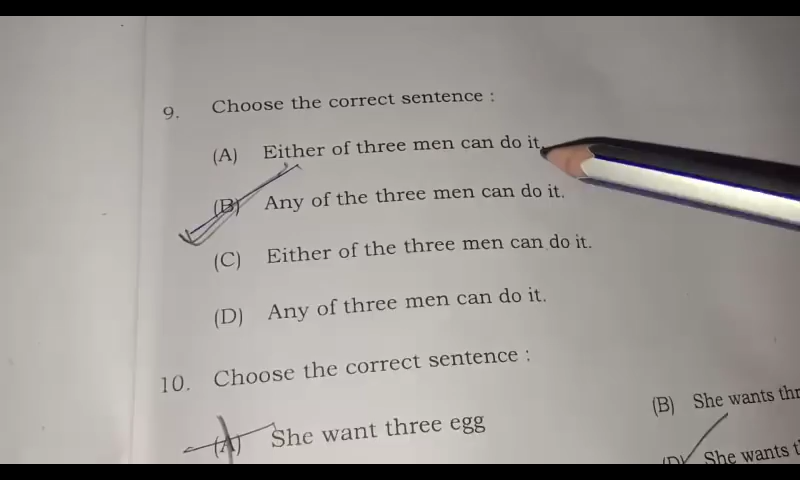 9. Choose the correct sentence :
(A) Either of three men can do it.
(B) Any of the three men can do it.
(C) Either of the three men can do it.
(D) Any of three men can do it.
10. Choose the correct sentence :
(A) She want three egg
(B) She wants
(D) She wants